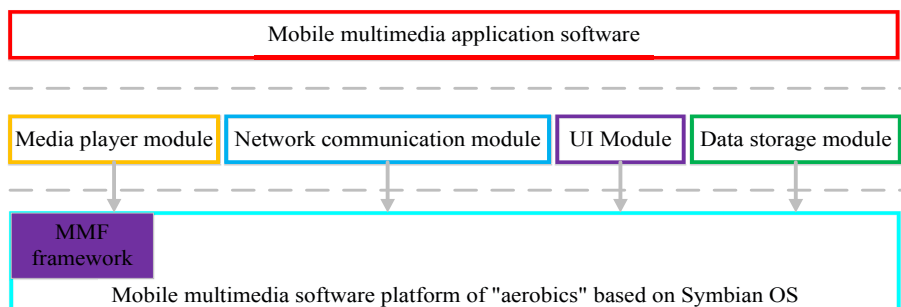 Mobile multimedia application software
Media player module
Network communication module
UI Module
Data storage module
MMF
framework
Mobile multimedia software platform of "aerobics" based on Symbian OS